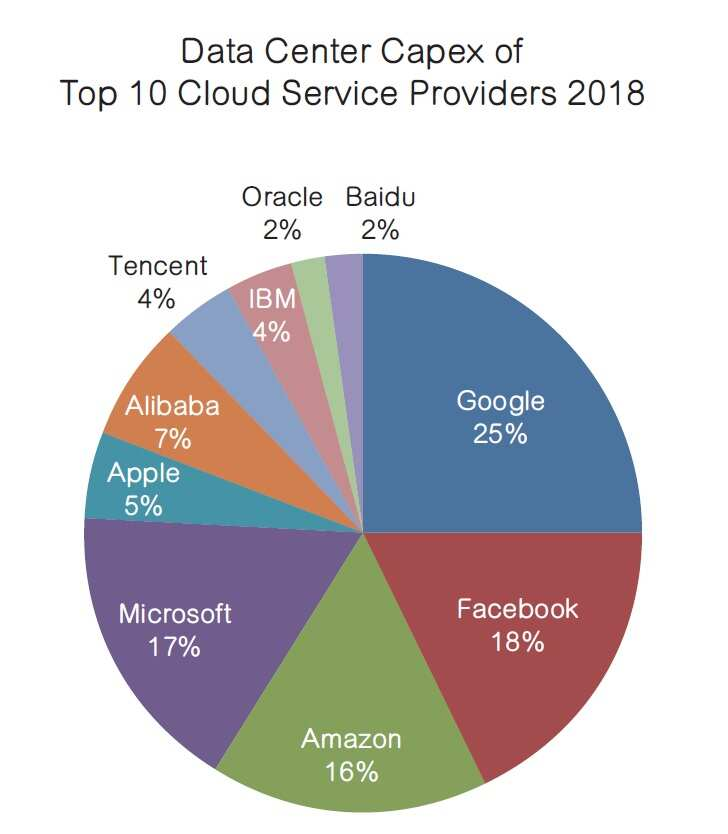 Data Center Capex of
Top 10 Cloud Service Providers 2018
Oracle
2%
Baidu
2%
Tencent
4%
IBM
4%
Google
25%
Alibaba
7%
Apple
5%
Microsoft
17%
Facebook
18%
Amazon
16%